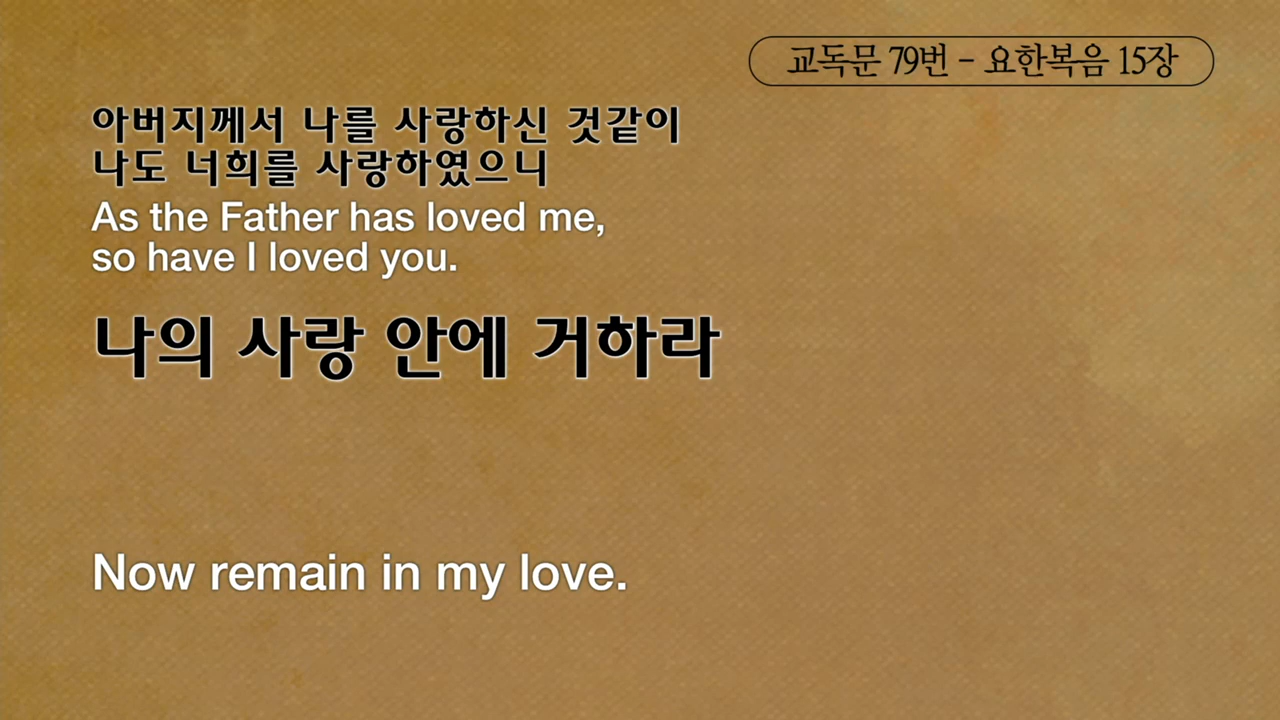 교독문 79번 - 요한복음 15장
아버지께서 나를 사랑하신 것같이
나도 너희를 사랑하였으니
As the Father has loved me,
so have I loved you.
나의 사랑 안에 거하라
Now remain in my love.